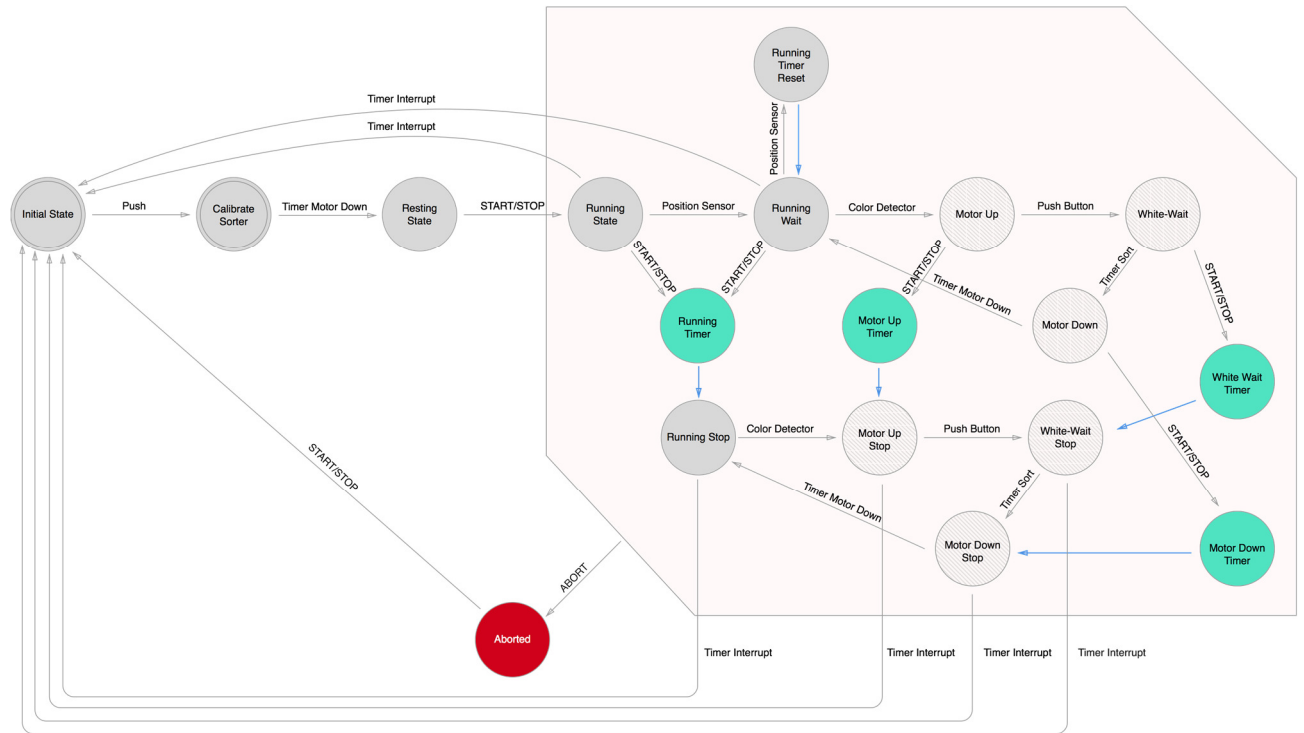 Running
Timer
Reset
Timer Interrupt
Timer Interrupt
Position Sensor
Initial State
Push
Calibrate
Sorter
Timer Motor Down
Resting
State
START/STOP
Running
State
Position Sensor
Running
Wait
Color Detector
Motor Up
Push Button
White-Wait
START/STOP
START/STOP
START/STOP
Timer Sort
START/STOP
Timer Motor Down
Running
Timer
Motor Up
Timer
Motor Down
White Wait
Timer
Running Stop
Color Detector
Motor Up
Stop
Push Button
White-Wait
Stop
START/STOP
START/STOP
Timer Motor Down
Timer Sort
Motor Down
Stop
Motor Down
Timer
ABORT
Aborted
Timer Interrupt
Timer Interrupt
Timer Interrupt
Timer Interrupt